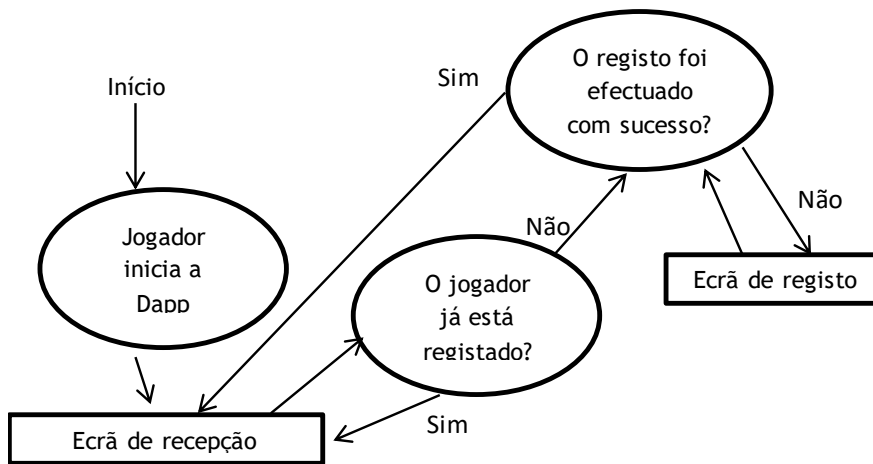 Início
Jogador
inicia a
Dapp
Ecrã de recepção
Sim
O registo foi
efectuado
com sucesso?
Não
Ecrã de registo
Não
O jogador
já está
registado?
Sim